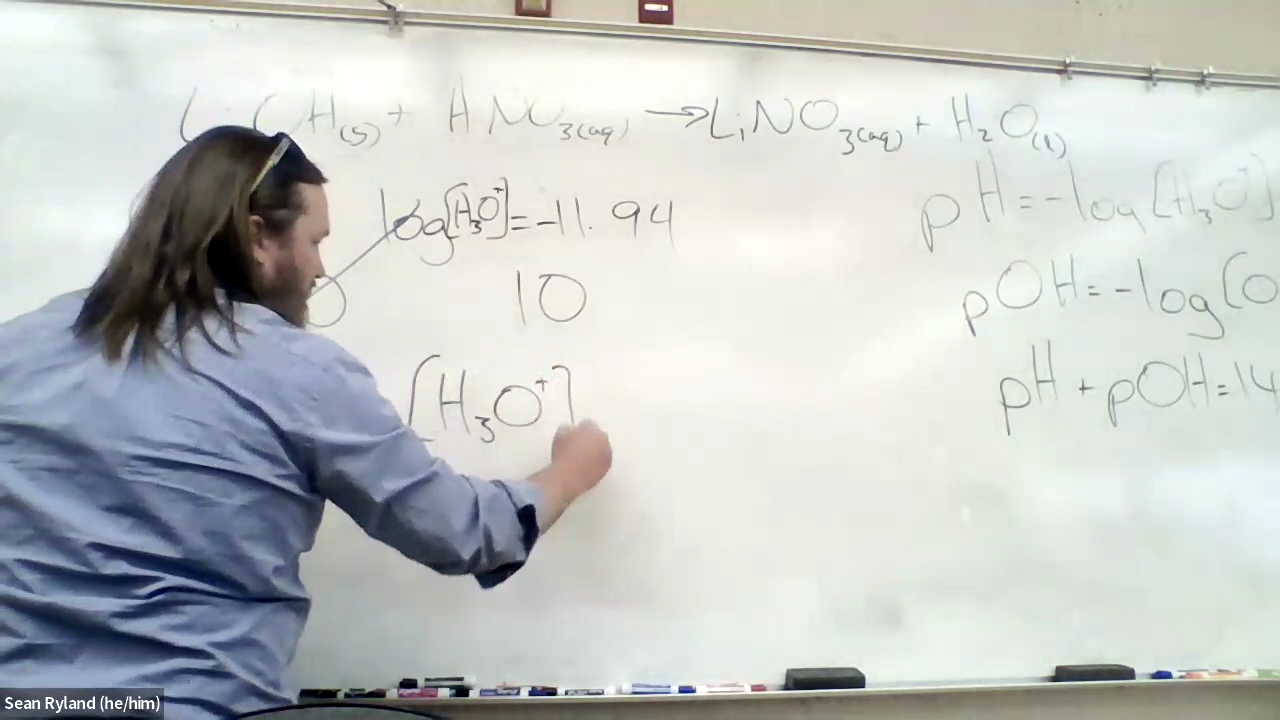 H(s) + HNO3(aq) → LiNO3(aq) + H2O(l)
log[H3O+] = -11.94
10 10
[H3O+]
pH = -log[H3O+]
pOH = -log[O
pH + pOH = 14
Sean Ryland (he/him)